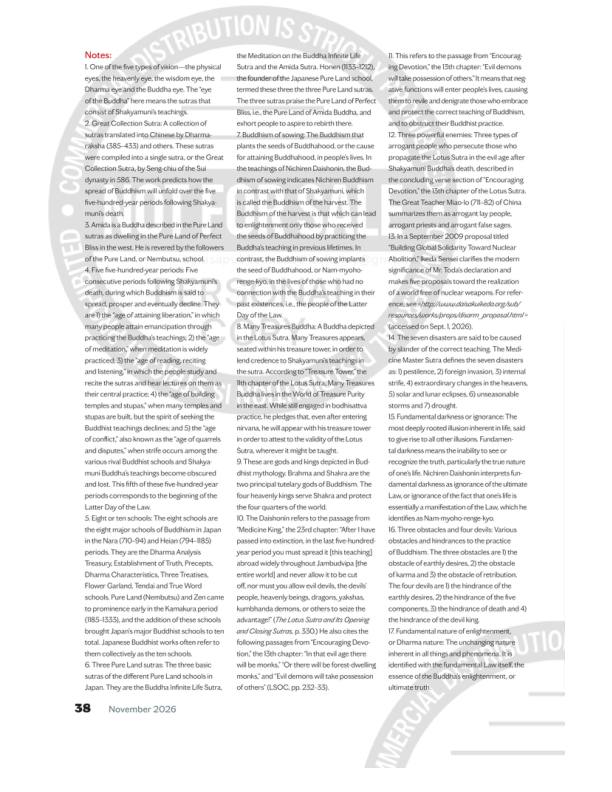 Notes:
1. One of the five types of vision—the physical
eyes, the heavenly eye, the wisdom eye, the
Dharma eye and the Buddha eye. The “eye
of the Buddha” here means the sutras that
consist of Shakyamuni’s teachings.
2. Great Collection Sutra: A collection of
sutras translated into Chinese by Dharma-
raksha (385–433) and others. These sutras
were compiled into a single sutra, or the Great
Collection Sutra, by Seng-chiu of the Sui
dynasty in 586. The work predicts how the
spread of Buddhism will unfold over the five
five-hundred-year periods following Shakya-
muni’s death.
3. Amida is a Buddha described in the Pure Land
sutras as dwelling in the Pure Land of Perfect
Bliss in the west. He is revered by the followers
of the Pure Land, or Nembutsu, school.
4. Five five-hundred-year periods: Five
consecutive periods following Shakyamuni’s
death, during which Buddhism is said to
spread, prosper and eventually decline. They
are 1) the “age of attaining liberation,” in which
many people attain emancipation through
practicing the Buddha’s teachings; 2) the “age
of meditation,” when meditation is widely
practiced; 3) the “age of reading, reciting
and listening,” in which the people study and
recite the sutras and hear lectures on them as
their central practice; 4) the “age of building
temples and stupas,” when many temples and
stupas are built, but the spirit of seeking the
Buddhist teachings declines; and 5) the “age
of conflict,” also known as the “age of quarrels
and disputes,” when strife occurs among the
various rival Buddhist schools and Shakya-
muni Buddha’s teachings become obscured
and lost. This fifth of these five-hundred-year
periods corresponds to the beginning of the
Latter Day of the Law.
5. Eight or ten schools: The eight schools are
the eight major schools of Buddhism in Japan
in the Nara (710–94) and Heian (794–1185)
periods. They are the Dharma Analysis
Treasury, Establishment of Truth, Precepts,
Dharma Characteristics, Three Treatises,
Flower Garland, Tendai and True Word
schools. Pure Land (Nembutsu) and Zen came
to prominence early in the Kamakura period
(1185–1333), and the addition of these schools
brought Japan’s major Buddhist schools to ten
total. Japanese Buddhist works often refer to
them collectively as the ten schools.
6. Three Pure Land sutras: The three basic
sutras of the different Pure Land schools in
Japan. They are the Buddha Infinite Life Sutra,
the Meditation on the Buddha Infinite Life
Sutra and the Amida Sutra. Honen (1133–1212),
the founder of the Japanese Pure Land school,
termed these three the three Pure Land sutras.
The three sutras praise the Pure Land of Perfect
Bliss, i.e., the Pure Land of Amida Buddha, and
exhort people to aspire to rebirth there.
7. Buddhism of sowing: The Buddhism that
plants the seeds of Buddhahood, or the cause
for attaining Buddhahood, in people’s lives. In
the teachings of Nichiren Daishonin, the Bud-
dhism of sowing indicates Nichiren Buddhism
in contrast with that of Shakyamuni, which
is called the Buddhism of the harvest. The
Buddhism of the harvest is that which can lead
to enlightenment only those who received
the seeds of Buddhahood by practicing the
Buddha’s teaching in previous lifetimes. In
contrast, the Buddhism of sowing implants
the seed of Buddhahood, or Nam-myoho-
renge-kyo, in the lives of those who had no
connection with the Buddha’s teaching in their
past existences, i.e., the people of the Latter
Day of the Law.
8. Many Treasures Buddha: A Buddha depicted
in the Lotus Sutra. Many Treasures appears,
seated within his treasure tower, in order to
lend credence to Shakyamuni’s teachings in
the sutra. According to “Treasure Tower,” the
11th chapter of the Lotus Sutra, Many Treasures
Buddha lives in the World of Treasure Purity
in the east. While still engaged in bodhisattva
practice, he pledges that, even after entering
nirvana, he will appear with his treasure tower
in order to attest to the validity of the Lotus
Sutra, wherever it might be taught.
9. These are gods and kings depicted in Bud-
dhist mythology. Brahma and Shakra are the
two principal tutelary gods of Buddhism. The
four heavenly kings serve Shakra and protect
the four quarters of the world.
10. The Daishonin refers to the passage from
“Medicine King,” the 23rd chapter: “After I have
passed into extinction, in the last five-hundred-
year period you must spread it [this teaching]
abroad widely throughout Jambudvipa [the
entire world] and never allow it to be cut
off, nor must you allow evil devils, the devils’
people, heavenly beings, dragons, yakshas,
kumbhanda demons, or others to seize the
advantage!” (The Lotus Sutra and Its Opening
and Closing Sutras, p. 330.) He also cites the
following passages from “Encouraging Devo-
tion,” the 13th chapter: “In that evil age there
will be monks,” “Or there will be forest-dwelling
monks,” and “Evil demons will take possession
of others” (LSOC, pp. 232–33).
11. This refers to the passage from “Encourag-
ing Devotion,” the 13th chapter: “Evil demons
will take possession of others.” It means that neg-
ative functions will enter people’s lives, causing
them to revile and denigrate those who embrace
and protect the correct teaching of Buddhism,
and to obstruct their Buddhist practice.
12. Three powerful enemies: Three types of
arrogant people who persecute those who
propagate the Lotus Sutra in the evil age after
Shakyamuni Buddha’s death, described in
the concluding verse section of “Encouraging
Devotion,” the 13th chapter of the Lotus Sutra.
The Great Teacher Miao-lo (711–82) of China
summarizes them as arrogant lay people,
arrogant priests and arrogant false sages.
13. In a September 2009 proposal titled
“Building Global Solidarity Toward Nuclear
Abolition,” Ikeda Sensei clarifies the modern
significance of Mr. Toda’s declaration and
makes five proposals toward the realization
of a world free of nuclear weapons. For refer-
ence, see <http://www.daisakuikeda.org/sub/
resources/works/props/disarm_proposal.html>
(accessed on Sept. 1, 2026).
14. The seven disasters are said to be caused
by slander of the correct teaching. The Medi-
cine Master Sutra defines the seven disasters
as: 1) pestilence, 2) foreign invasion, 3) internal
strife, 4) extraordinary changes in the heavens,
5) solar and lunar eclipses, 6) unseasonable
storms and 7) drought.
15. Fundamental darkness or ignorance: The
most deeply rooted illusion inherent in life, said
to give rise to all other illusions. Fundamen-
tal darkness means the inability to see or
recognize the truth, particularly the true nature
of one’s life. Nichiren Daishonin interprets fun-
damental darkness as ignorance of the ultimate
Law, or ignorance of the fact that one’s life is
essentially a manifestation of the Law, which he
identifies as Nam-myoho-renge-kyo.
16. Three obstacles and four devils: Various
obstacles and hindrances to the practice
of Buddhism. The three obstacles are 1) the
obstacle of earthly desires, 2) the obstacle
of karma and 3) the obstacle of retribution.
The four devils are 1) the hindrance of the
earthly desires, 2) the hindrance of the five
components, 3) the hindrance of death and 4)
the hindrance of the devil king.
17. Fundamental nature of enlightenment,
or Dharma nature: The unchanging nature
inherent in all things and phenomena. It is
identified with the fundamental Law itself, the
essence of the Buddha’s enlightenment, or
ultimate truth.
38 November 2026